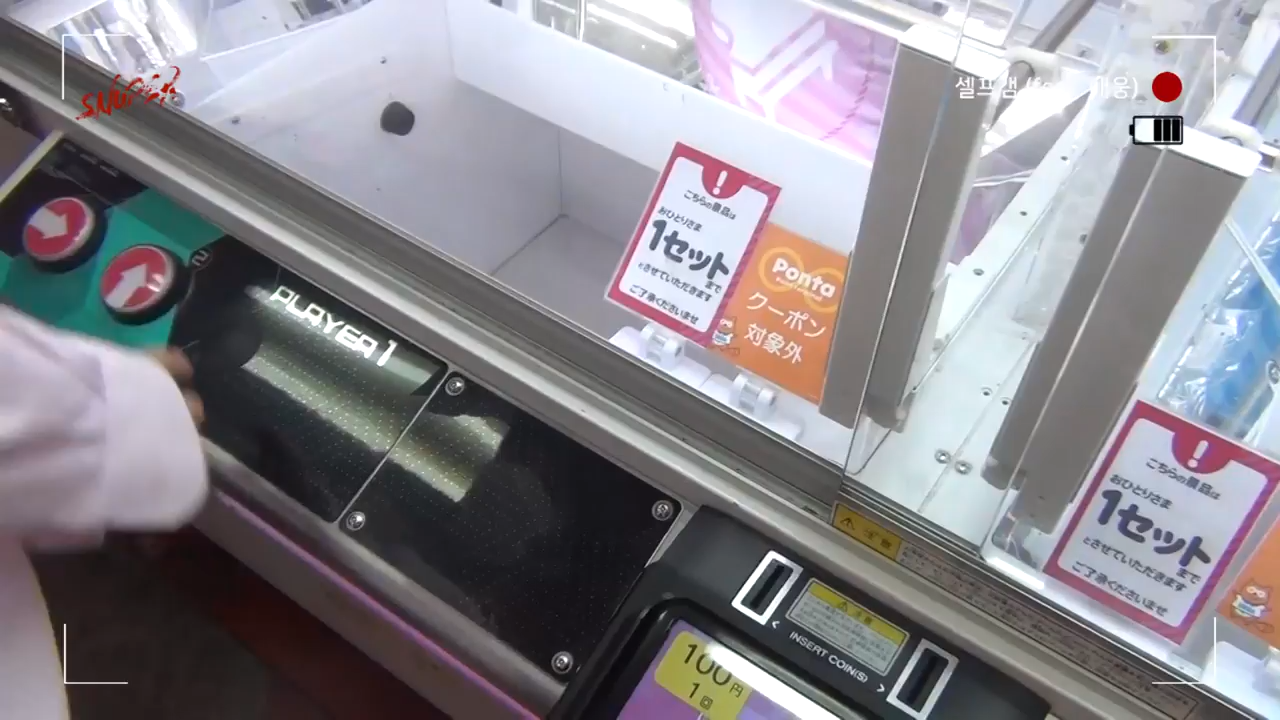 셀프캠
PLAYER 1
!
こちらの景品は
おひとりさま
1セット
まで
とさせていただきます
ご了承くださいませ
Ponta
クーポン
対象外
!
こちらの景品は
おひとりさま
1セット
まで
とさせていただきます
ご了承くださいませ
注意
注意
INSERT COIN(S)
100円
1回